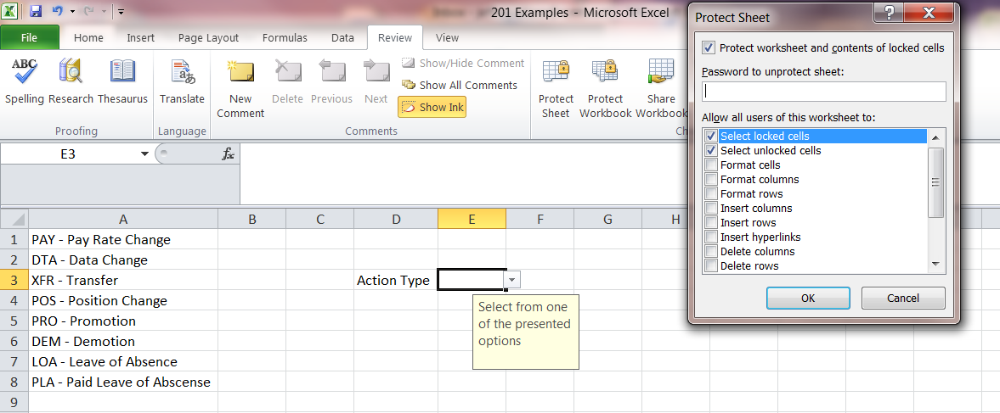 201 Examples - Microsoft Excel
File Home Insert Page Layout Formulas Data Review View
ABC
Spelling Research Thesaurus
Translate
New Comment
Delete Previous Next
Show/Hide Comment
Show All Comments
Show Ink
Protect Sheet
Protect Workbook
Share Workbook
Proofing Language Comments Ch
E3 fx
A B C D E F G H
1 PAY - Pay Rate Change
2 DTA - Data Change
3 XFR - Transfer Action Type
4 POS - Position Change
5 PRO - Promotion
6 DEM - Demotion
7 LOA - Leave of Absence
8 PLA - Paid Leave of Abscense
9
Select from one
of the presented
options
Protect Sheet
Protect worksheet and contents of locked cells
Password to unprotect sheet:
Allow all users of this worksheet to:
Select locked cells
Select unlocked cells
Format cells
Format columns
Format rows
Insert columns
Insert rows
Insert hyperlinks
Delete columns
Delete rows
OK Cancel